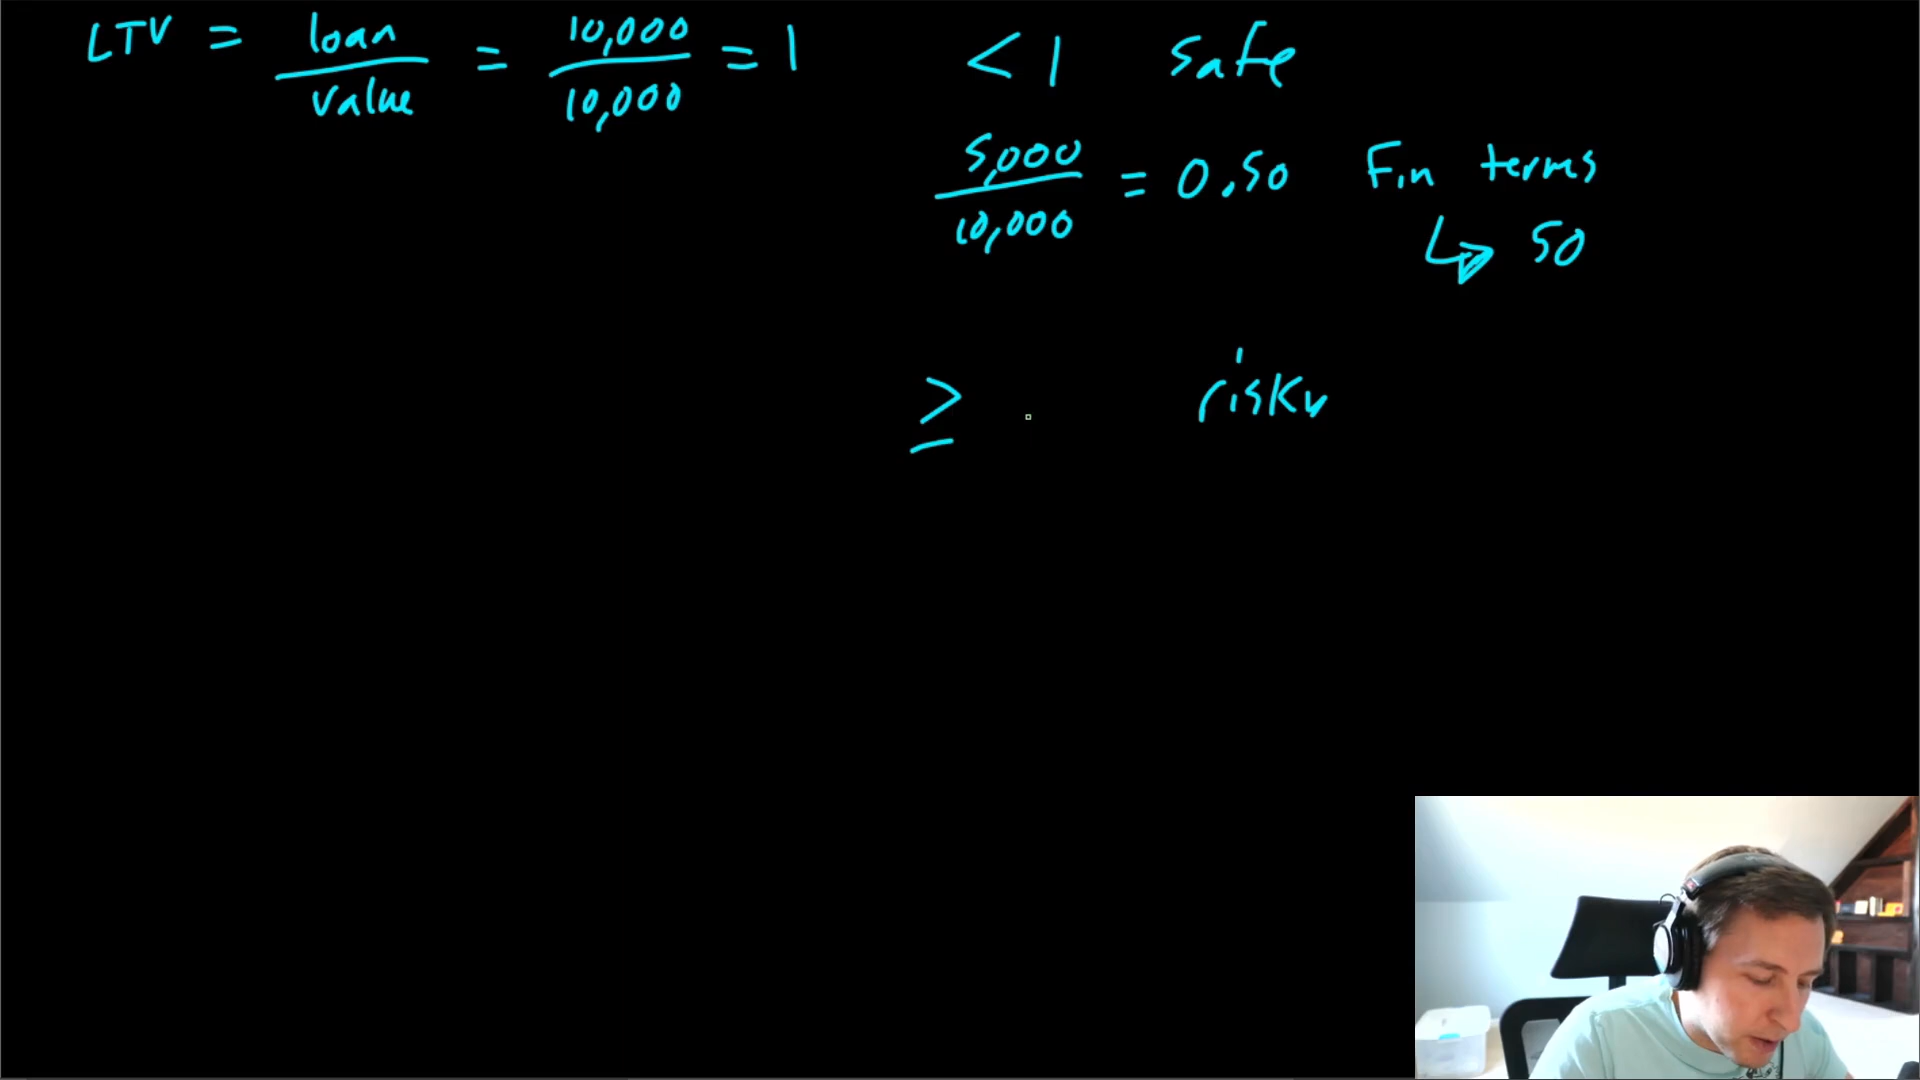 LTV = loan / value = 10,000 / 10,000 = 1 < 1 safe
5,000 / 10,000 = 0.50 Fin terms
↳ 50
≥ risky